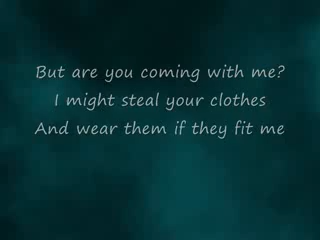 But are you coming with me?
I might steal your clothes
And wear them if they fit me